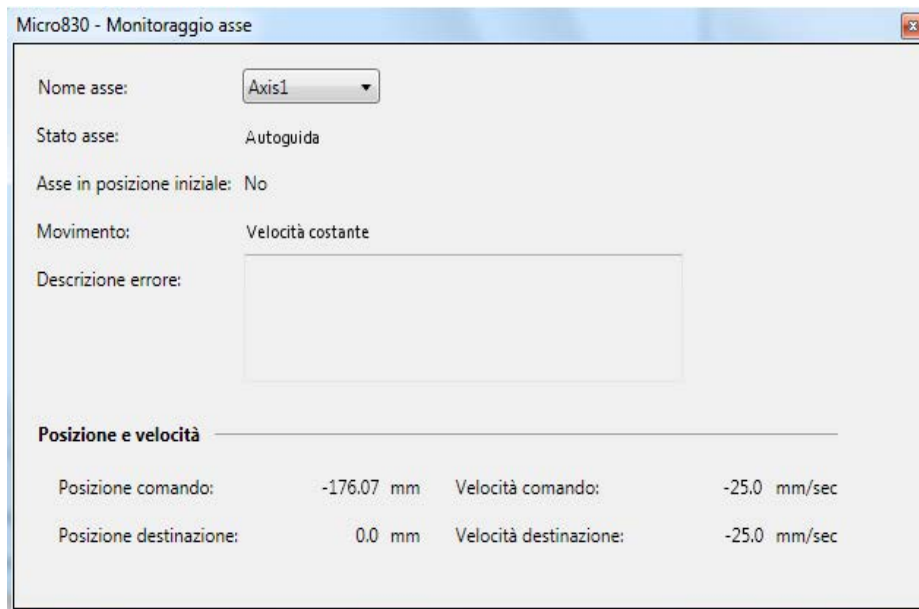 Micro830 - Monitoraggio asse
Nome asse: Axis1
Stato asse: Autoguida
Asse in posizione iniziale: No
Movimento: Velocità costante
Descrizione errore:
Posizione e velocità
Posizione comando: -176.07 mm Velocità comando: -25.0 mm/sec
Posizione destinazione: 0.0 mm Velocità destinazione: -25.0 mm/sec